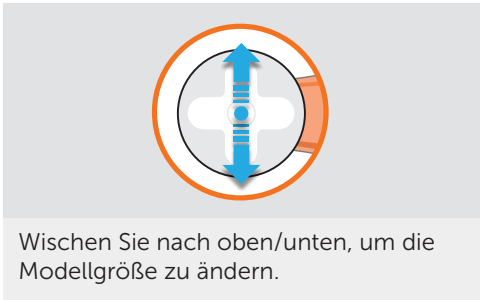 Wischen Sie nach oben/unten, um die
Modellgröße zu ändern.